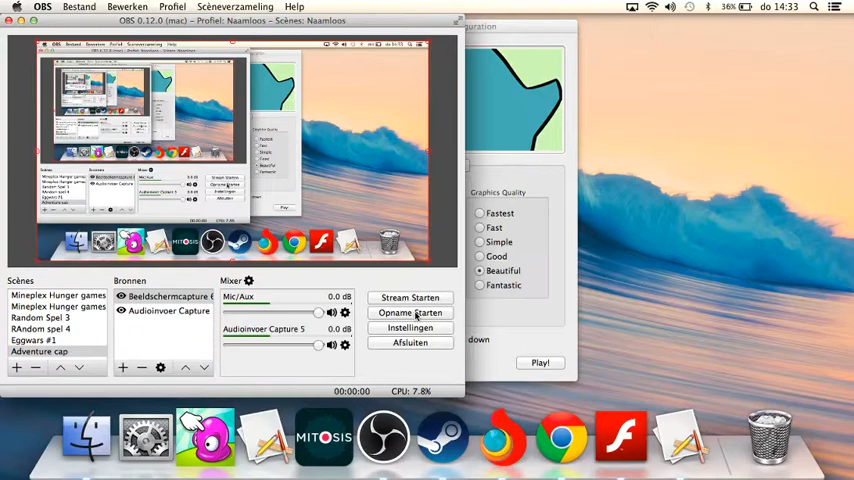 OBS Bestand Bewerken Profiel Scèneverzameling Help 36% do 14:33
OBS 0.12.0 (mac) - Profiel: Naamloos - Scènes: Naamloos
guration
Graphics Quality
Fastest
Fast
Simple
Good
Beautiful
Fantastic
down
Play!
Scènes
Mineplex Hunger games
Mineplex Hunger games
Random Spel 3
RAndom spel 4
Eggwars #1
Adventure cap
Bronnen
Beeldschermcapture 6
Audioinvoer Capture
Mixer
Mic/Aux 0.0 dB
Audioinvoer Capture 5 0.0 dB
Stream Starten
Opname Starten
Instellingen
Afsluiten
00:00:00 CPU: 7.8%
MITOSIS